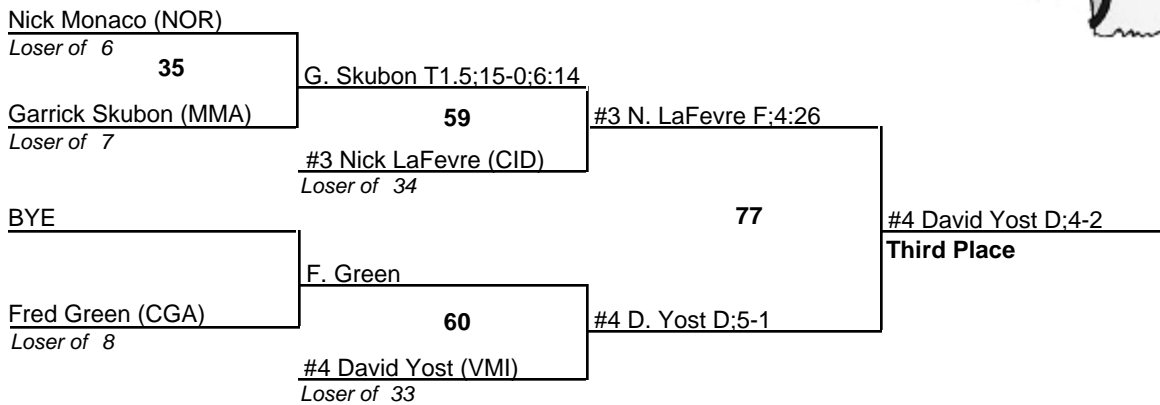 Nick Monaco (NOR)
Loser of 6
35
G. Skubon T1.5;15-0;6:14
Garrick Skubon (MMA)
Loser of 7
59
#3 N. LaFevre F;4:26
#3 Nick LaFevre (CID)
Loser of 34
BYE
77
#4 David Yost D;4-2
Third Place
F. Green
Fred Green (CGA)
Loser of 8
60
#4 D. Yost D;5-1
#4 David Yost (VMI)
Loser of 33